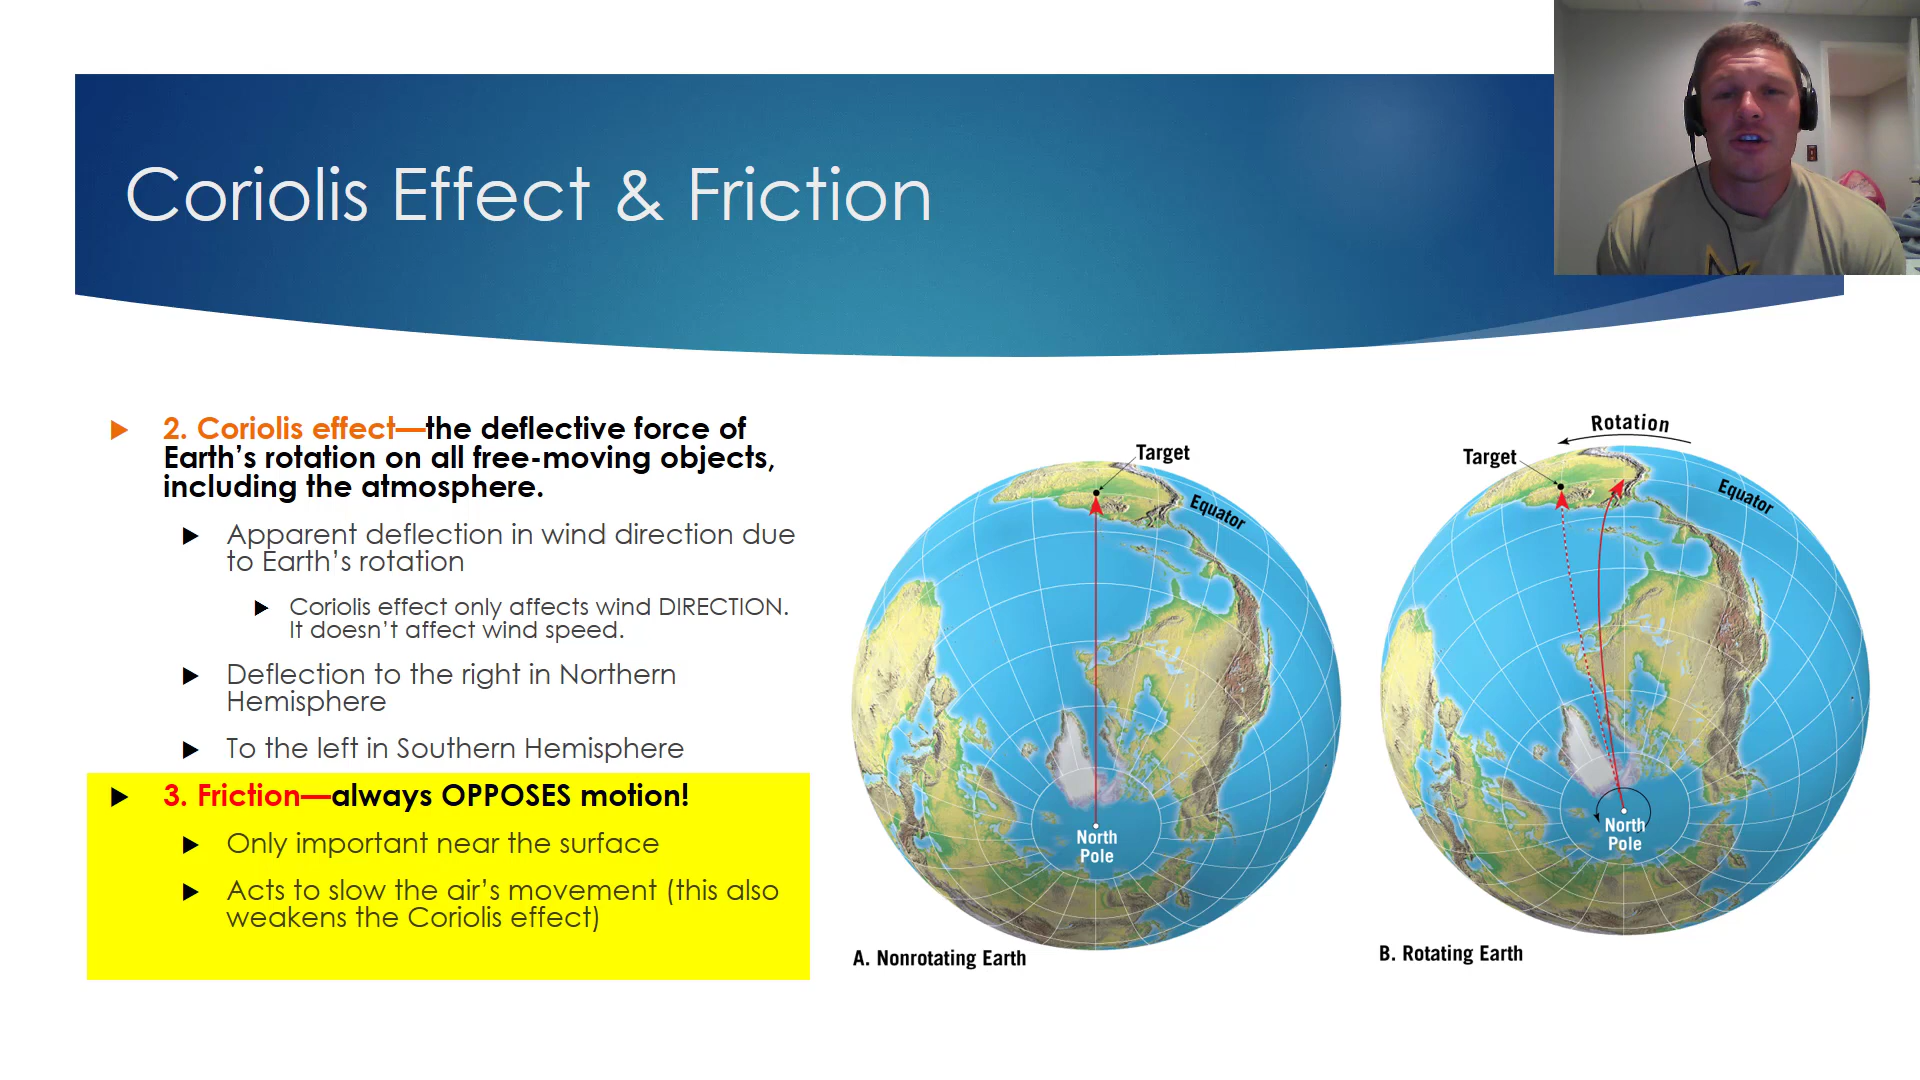 Coriolis Effect & Friction
2. Coriolis effect—the deflective force of
Earth’s rotation on all free-moving objects,
including the atmosphere.
Apparent deflection in wind direction due
to Earth’s rotation
Coriolis effect only affects wind DIRECTION.
It doesn’t affect wind speed.
Deflection to the right in Northern
Hemisphere
To the left in Southern Hemisphere
3. Friction—always OPPOSES motion!
Only important near the surface
Acts to slow the air’s movement (this also
weakens the Coriolis effect)
Target
Equator
North
Pole
A. Nonrotating Earth
Rotation
Target
Equator
North
Pole
B. Rotating Earth